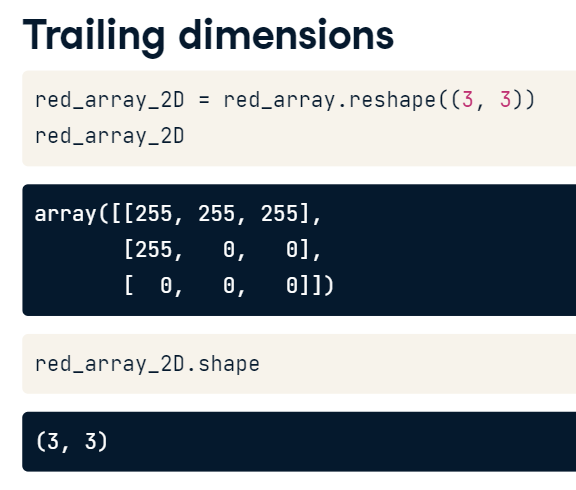 Trailing dimensions
red_array_2D = red_array.reshape((3, 3))
red_array_2D
array([[255, 255, 255],
       [255,   0,   0],
       [  0,   0,   0]])
red_array_2D.shape
(3, 3)